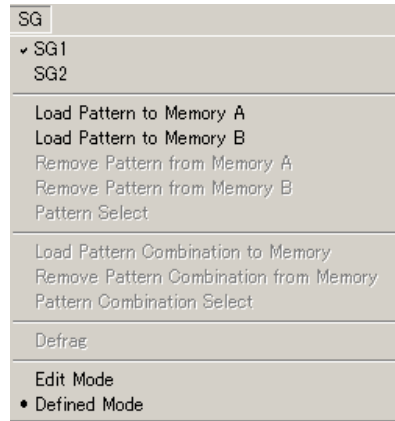 SG
SG1
SG2
Load Pattern to Memory A
Load Pattern to Memory B
Remove Pattern from Memory A
Remove Pattern from Memory B
Pattern Select
Load Pattern Combination to Memory
Remove Pattern Combination from Memory
Pattern Combination Select
Defrag
Edit Mode
Defined Mode